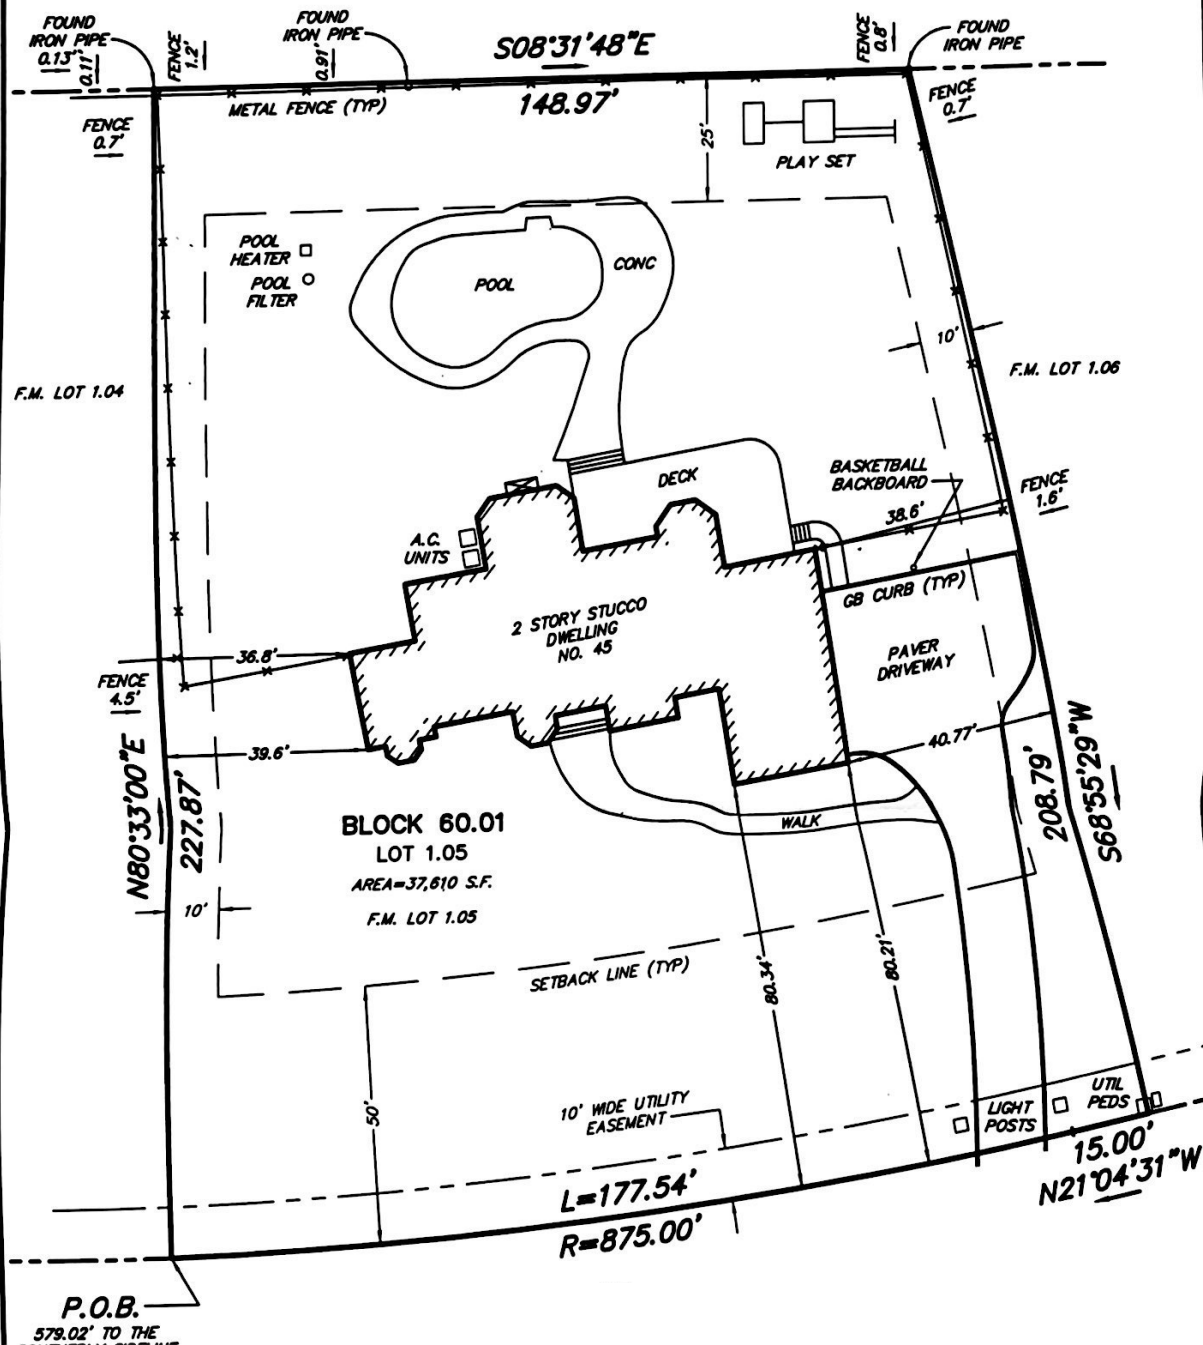 FOUND
IRON PIPE
0.13'
0.11'
FENCE
1.2'
FOUND
IRON PIPE
0.91'
S08°31'48"E
148.97'
FENCE
0.8'
FOUND
IRON PIPE
METAL FENCE (TYP)
FENCE
0.7'
FENCE
0.7'
25'
PLAY SET
POOL
HEATER
POOL
FILTER
POOL
CONC
10'
F.M. LOT 1.04
F.M. LOT 1.06
DECK
BASKETBALL
BACKBOARD
38.6'
FENCE
1.6'
A.C.
UNITS
GB CURB (TYP)
2 STORY STUCCO
DWELLING
NO. 45
PAVER
DRIVEWAY
36.8'
FENCE
4.5'
39.6'
40.77'
N80°33'00"E
227.87'
208.79'
S68°55'29"W
BLOCK 60.01
LOT 1.05
AREA=37,610 S.F.
F.M. LOT 1.05
WALK
10'
SETBACK LINE (TYP)
80.34'
80.21'
50'
10' WIDE UTILITY
EASEMENT
LIGHT
POSTS
UTIL
PEDS
15.00'
N21°04'31"W
L=177.54'
R=875.00'
P.O.B.
579.02' TO THE